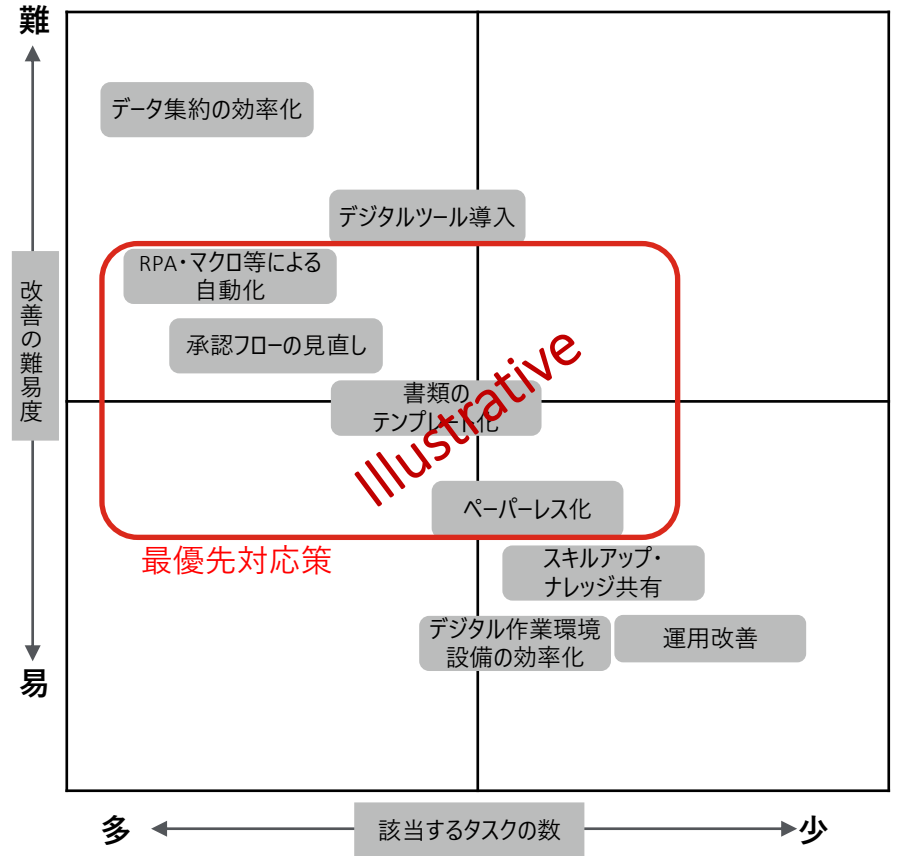 難
データ集約の効率化
デジタルツール導入
RPA・マクロ等による
自動化
改善の難易度
承認フローの見直し
書類の
テンプレート化
Illustrative
ペーパーレス化
最優先対応策
スキルアップ・
ナレッジ共有
デジタル作業環境
設備の効率化
運用改善
易
多
該当するタスクの数
少